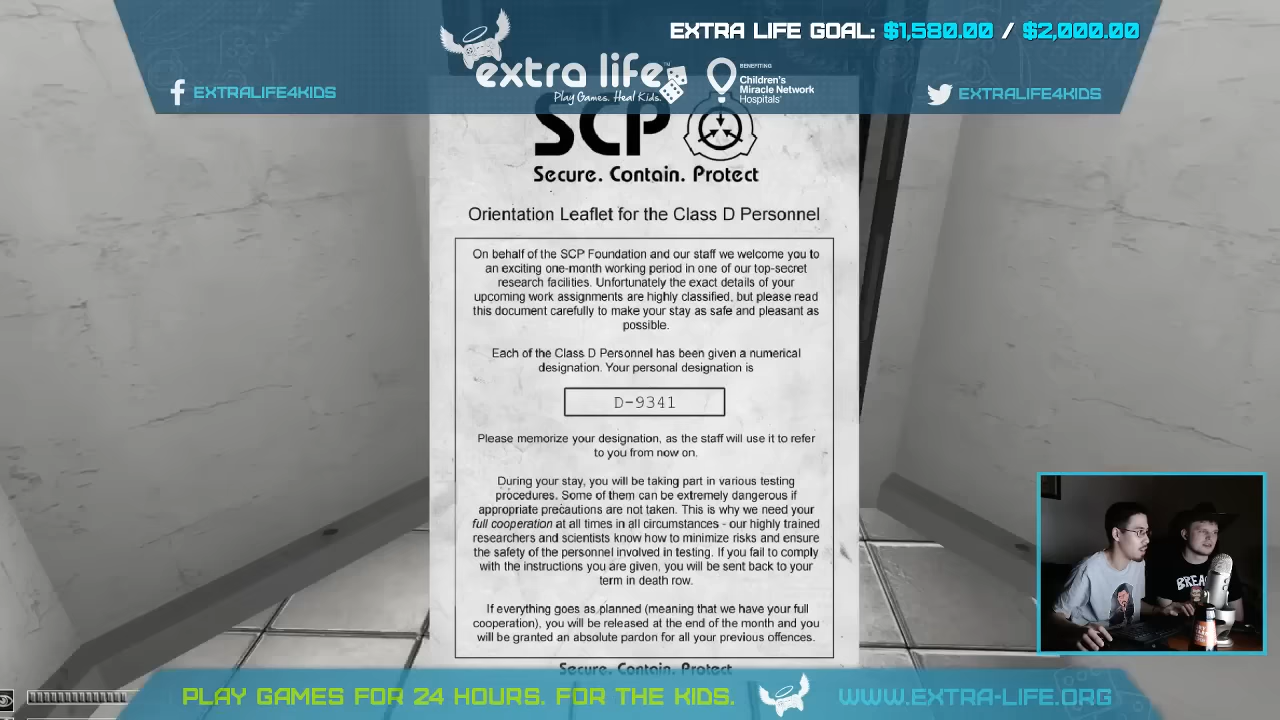 EXTRA LIFE GOAL: $1,580.00 / $2,000.00
extra life™
Play Games. Heal Kids.
BENEFITING
Children's
Miracle Network
Hospitals®
EXTRALIFE4KIDS
EXTRALIFE4KIDS
SCP
Secure. Contain. Protect
Orientation Leaflet for the Class D Personnel
On behalf of the SCP Foundation and our staff we welcome you to
an exciting one-month working period in one of our top-secret
research facilities. Unfortunately the exact details of your
upcoming work assignments are highly classified, but please read
this document carefully to make your stay as safe and pleasant as
possible.
Each of the Class D Personnel has been given a numerical
designation. Your personal designation is
D-9341
Please memorize your designation, as the staff will use it to refer
to you from now on.
During your stay, you will be taking part in various testing
procedures. Some of them can be extremely dangerous if
appropriate precautions are not taken. This is why we need your
full cooperation at all times in all circumstances - our highly trained
researchers and scientists know how to minimize risks and ensure
the safety of the personnel involved in testing. If you fail to comply
with the instructions you are given, you will be sent back to your
term in death row.
If everything goes as planned (meaning that we have your full
cooperation), you will be released at the end of the month and you
will be granted an absolute pardon for all your previous offences.
Secure. Contain. Protect
BREA
PLAY GAMES FOR 24 HOURS. FOR THE KIDS.
WWW.EXTRA-LIFE.ORG